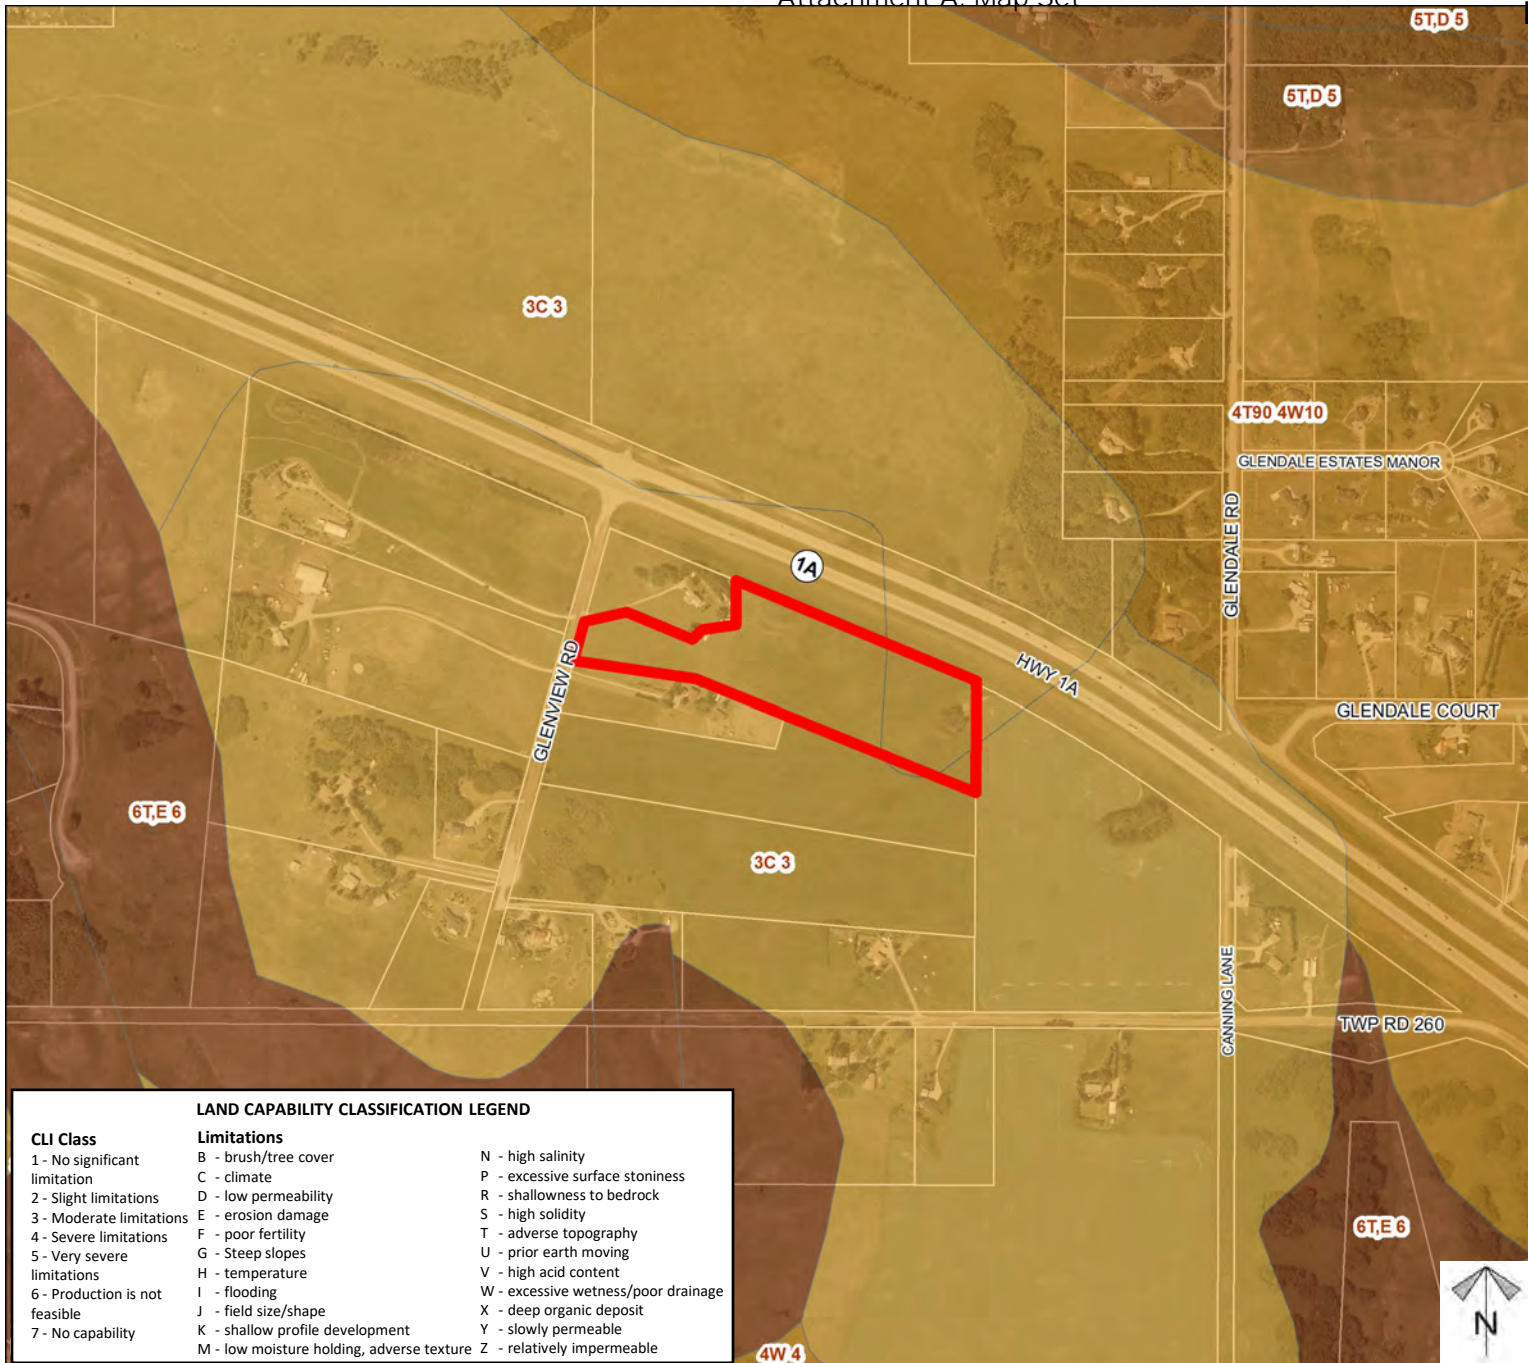 Attachment A: Map Set
5T,D 5
5T,D 5
3C 3
4T90 4W10
GLENDALE ESTATES MANOR
GLENDALE RD
1A
HWY 1A
GLENVIEW RD
GLENDALE COURT
6T,E 6
3C 3
CANNING LANE
TWP RD 260
6T,E 6
4W 4
N
LAND CAPABILITY CLASSIFICATION LEGEND
CLI Class
1 - No significant
limitation
2 - Slight limitations
3 - Moderate limitations
4 - Severe limitations
5 - Very severe
limitations
6 - Production is not
feasible
7 - No capability
Limitations
B - brush/tree cover
C - climate
D - low permeability
E - erosion damage
F - poor fertility
G - Steep slopes
H - temperature
I - flooding
J - field size/shape
K - shallow profile development
M - low moisture holding, adverse texture
N - high salinity
P - excessive surface stoniness
R - shallowness to bedrock
S - high solidity
T - adverse topography
U - prior earth moving
V - high acid content
W - excessive wetness/poor drainage
X - deep organic deposit
Y - slowly permeable
Z - relatively impermeable